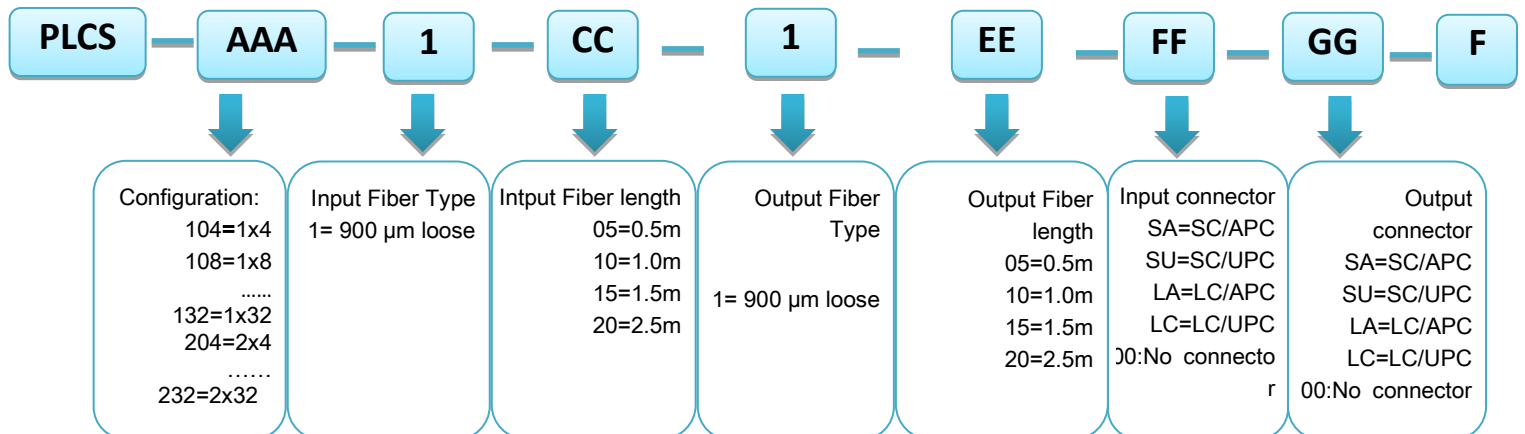 PLCS AAA 1 CC 1 EE FF GG F
Configuration:
104=1x4
108=1x8
......
132=1x32
204=2x4
......
232=2x32
Input Fiber Type
1= 900 µm loose
Intput Fiber length
05=0.5m
10=1.0m
15=1.5m
20=2.5m
Output Fiber
Type
1= 900 µm loose
Output Fiber
length
05=0.5m
10=1.0m
15=1.5m
20=2.5m
Input connector
SA=SC/APC
SU=SC/UPC
LA=LC/APC
LC=LC/UPC
00:No connecto
r
Output
connector
SA=SC/APC
SU=SC/UPC
LA=LC/APC
LC=LC/UPC
00:No connector